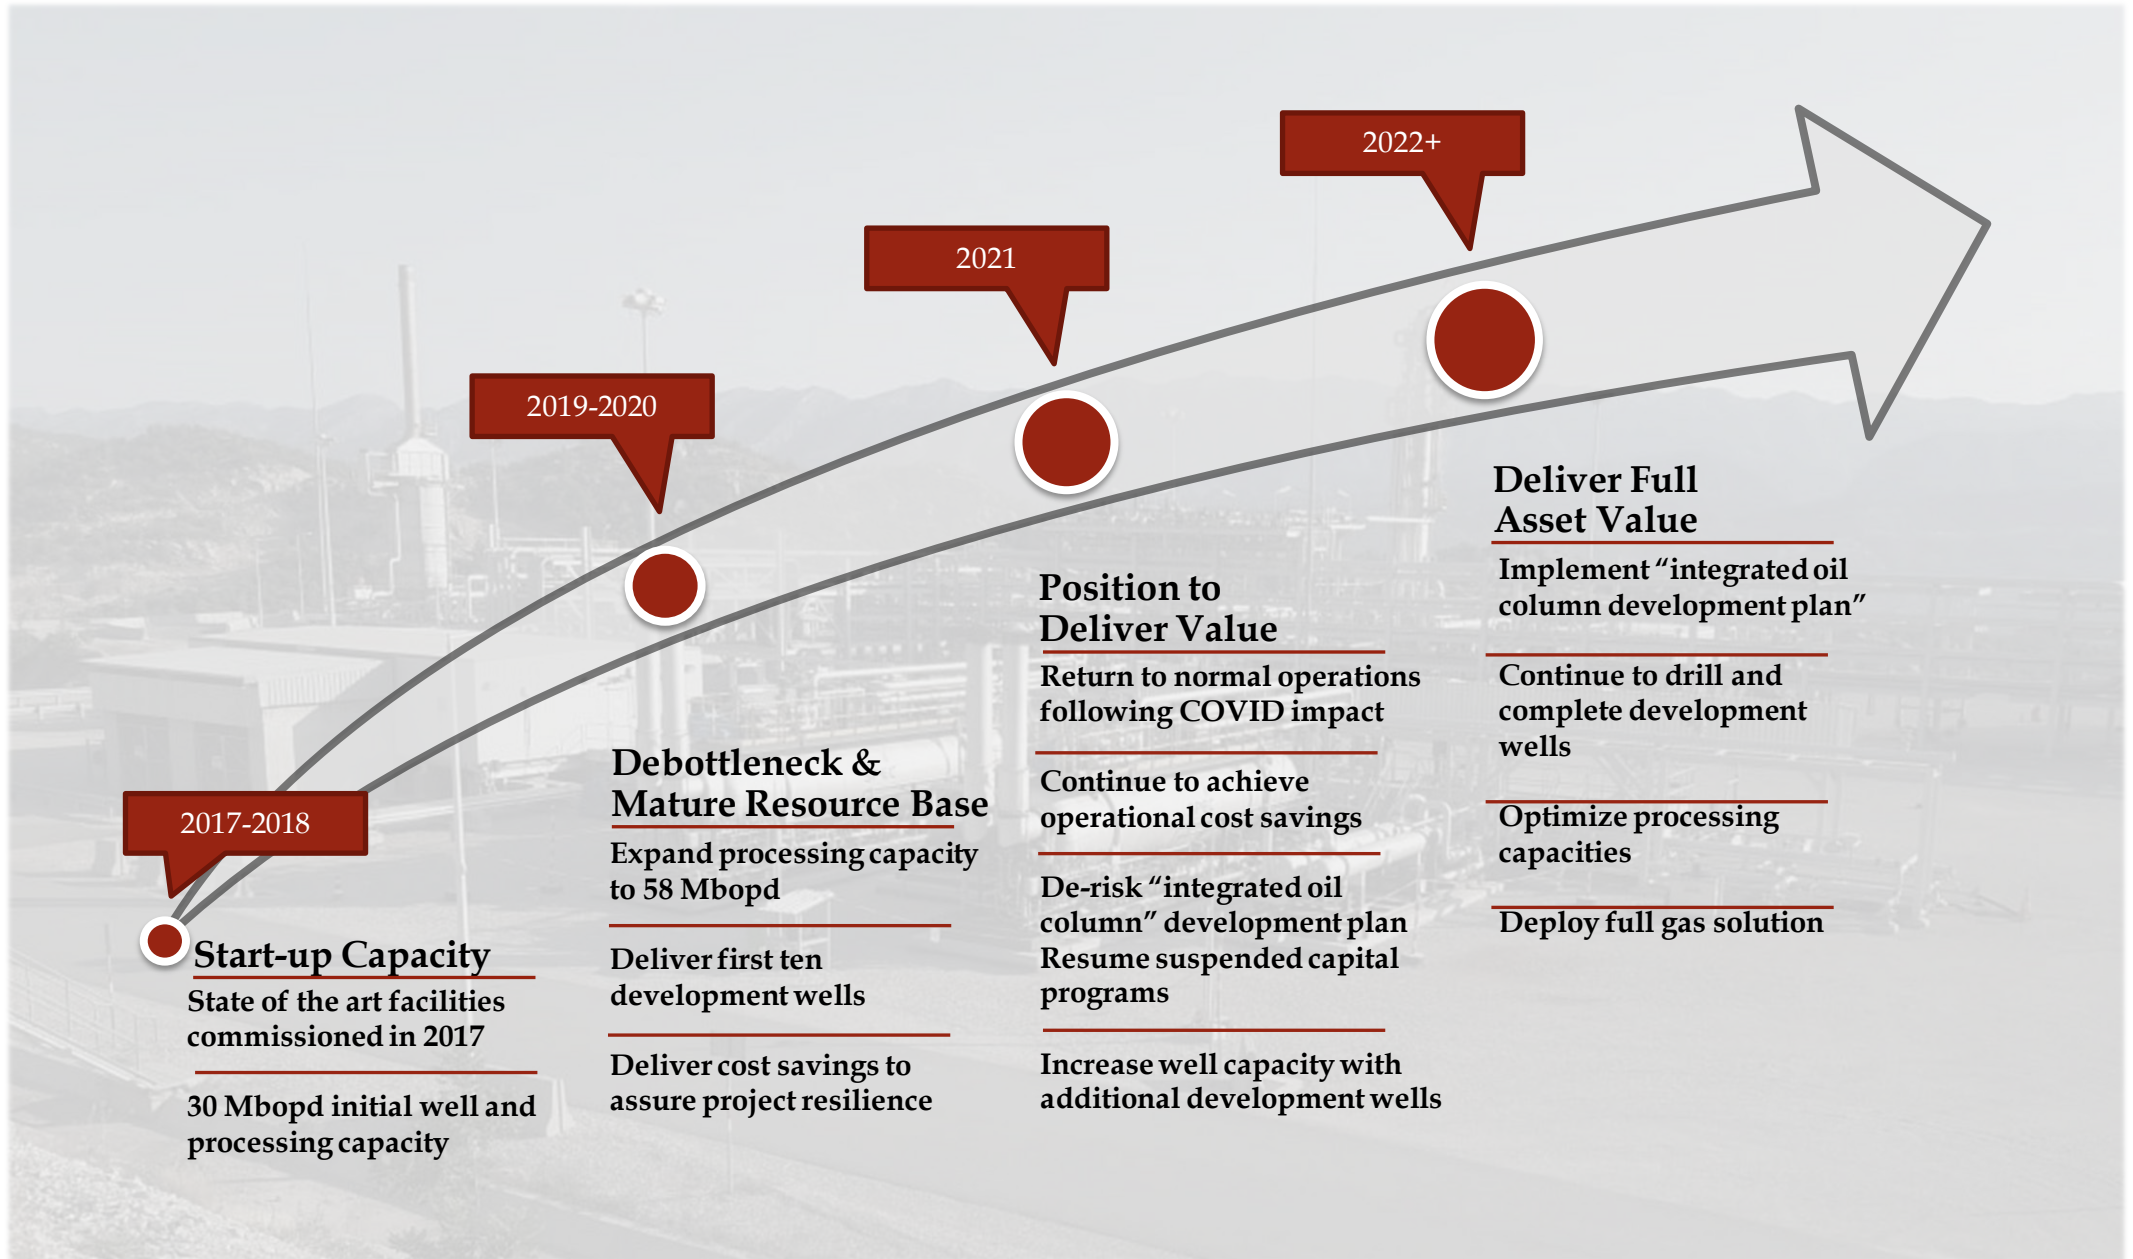 2017-2018
Start-up Capacity
State of the art facilities
commissioned in 2017
30 Mbopd initial well and
processing capacity
2019-2020
Debottleneck &
Mature Resource Base
Expand processing capacity
to 58 Mbopd
Deliver first ten
development wells
Deliver cost savings to
assure project resilience
2021
Position to
Deliver Value
Return to normal operations
following COVID impact
Continue to achieve
operational cost savings
De-risk “integrated oil
column” development plan
Resume suspended capital
programs
Increase well capacity with
additional development wells
2022+
Deliver Full
Asset Value
Implement “integrated oil
column development plan”
Continue to drill and
complete development
wells
Optimize processing
capacities
Deploy full gas solution